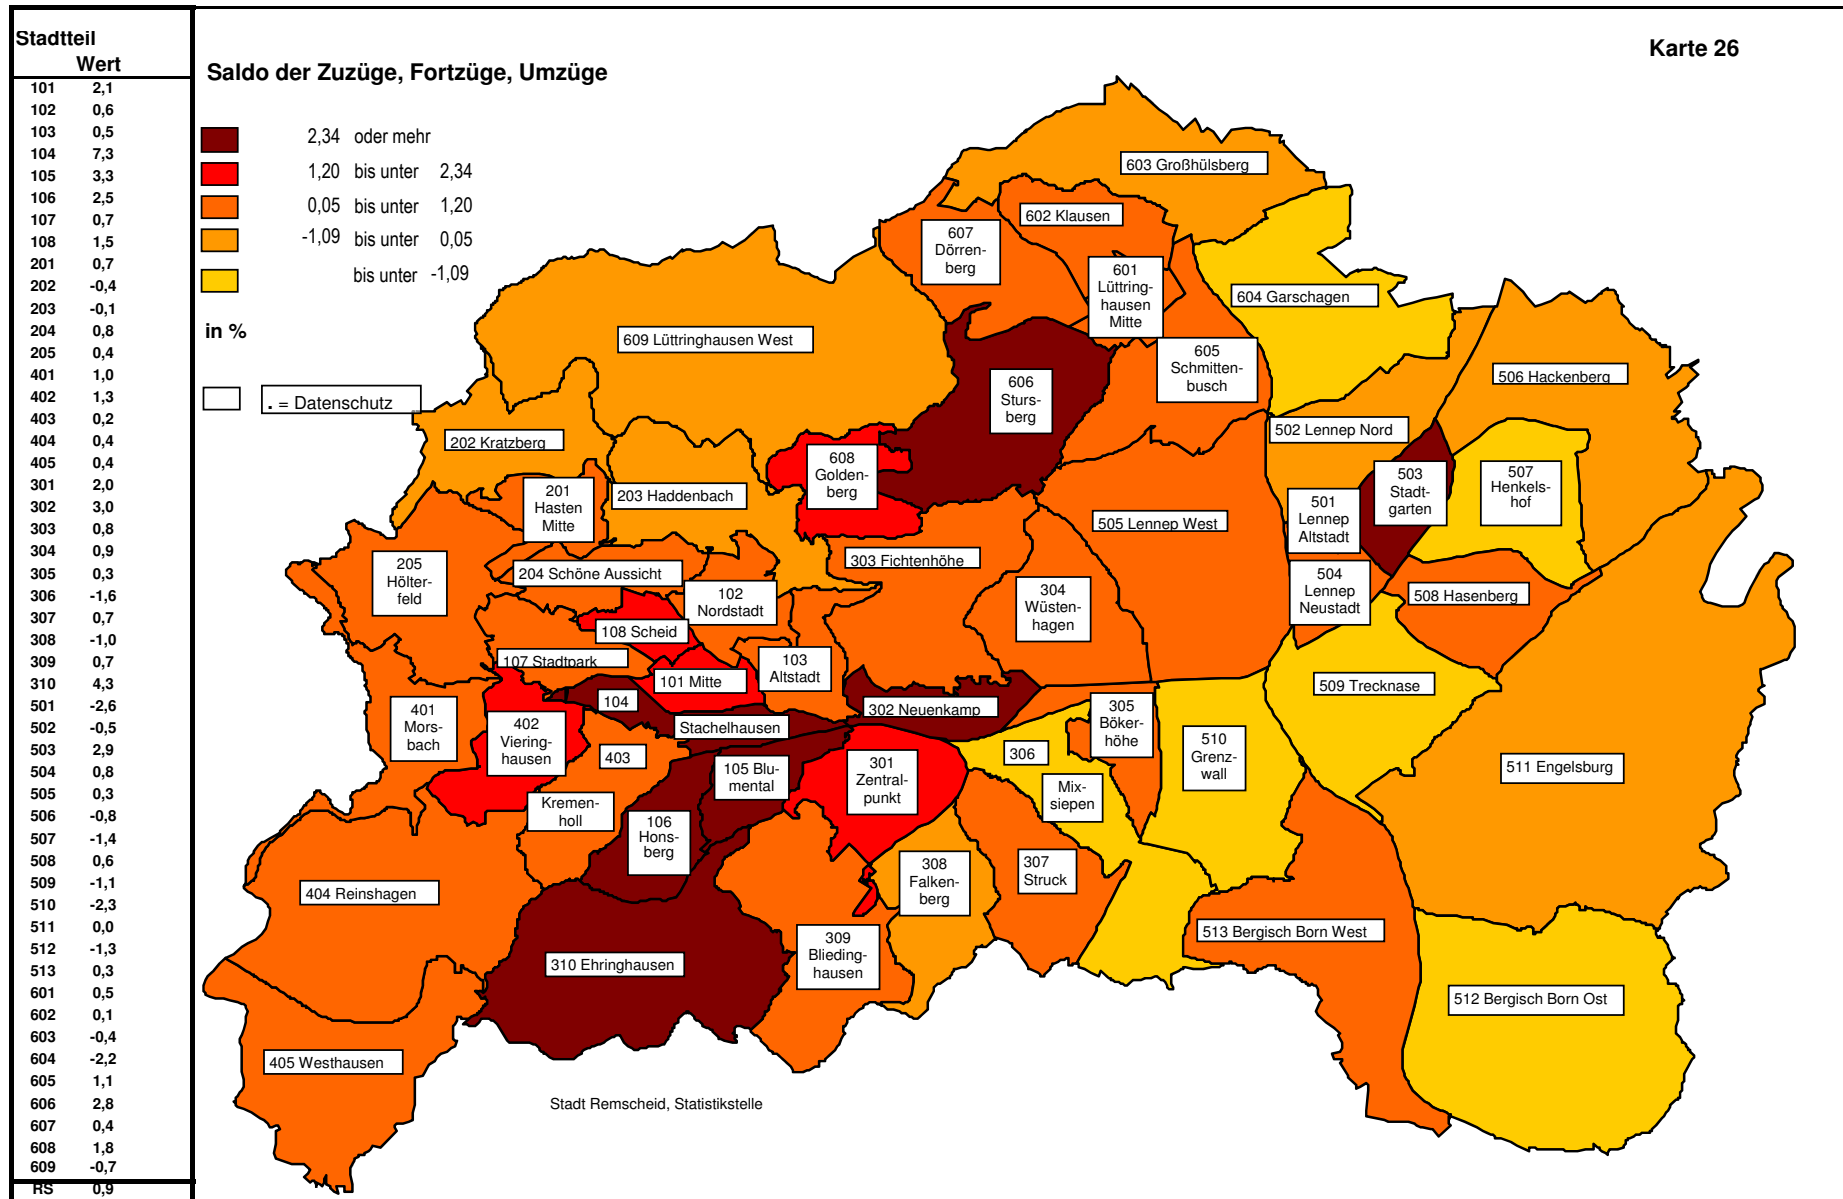 Stadtteil
Wert
101 2,1
102 0,6
103 0,5
104 7,3
105 3,3
106 2,5
107 0,7
108 1,5
201 0,7
202 -0,4
203 -0,1
204 0,8
205 0,4
401 1,0
402 1,3
403 0,2
404 0,4
405 0,4
301 2,0
302 3,0
303 0,8
304 0,9
305 0,3
306 -1,6
307 0,7
308 -1,0
309 0,7
310 4,3
501 -2,6
502 -0,5
503 2,9
504 0,8
505 0,3
506 -0,8
507 -1,4
508 0,6
509 -1,1
510 -2,3
511 0,0
512 -1,3
513 0,3
601 0,5
602 0,1
603 -0,4
604 -2,2
605 1,1
606 2,8
607 0,4
608 1,8
609 -0,7
RS 0,9
Karte 26
Saldo der Zuzüge, Fortzüge, Umzüge
2,34 oder mehr
1,20 bis unter 2,34
0,05 bis unter 1,20
-1,09 bis unter 0,05
bis unter -1,09
in %
. = Datenschutz
603 Großhülsberg
602 Klausen
607
Dörren-
berg
601
Lüttring-
hausen
Mitte
604 Garschagen
609 Lüttringhausen West
605
Schmitten-
busch
606
Sturs-
berg
506 Hackenberg
502 Lennep Nord
202 Kratzberg
608
Golden-
berg
503
Stadt-
garten
507
Henkels-
hof
201
Hasten
Mitte
203 Haddenbach
501
Lennep
Altstadt
505 Lennep West
205
Hölter-
feld
204 Schöne Aussicht
303 Fichtenhöhe
102
Nordstadt
304
Wüsten-
hagen
504
Lennep
Neustadt
508 Hasenberg
108 Scheid
107 Stadtpark
103
Altstadt
101 Mitte
509 Trecknase
104
Stachelhausen
302 Neuenkamp
305
Böker-
höhe
401
Mors-
bach
402
Viering-
hausen
403
Kremen-
holl
105 Blu-
mental
301
Zentral-
punkt
306
Mix-
siepen
510
Grenz-
wall
511 Engelsburg
106
Hons-
berg
308
Falken-
berg
307
Struck
404 Reinshagen
513 Bergisch Born West
309
Blieding-
hausen
310 Ehringhausen
512 Bergisch Born Ost
405 Westhausen
Stadt Remscheid, Statistikstelle